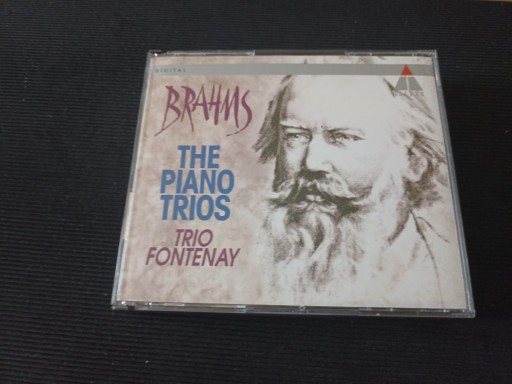 DIGITAL
BRAHMS
THE
PIANO
TRIOS
TRIO
FONTENAY